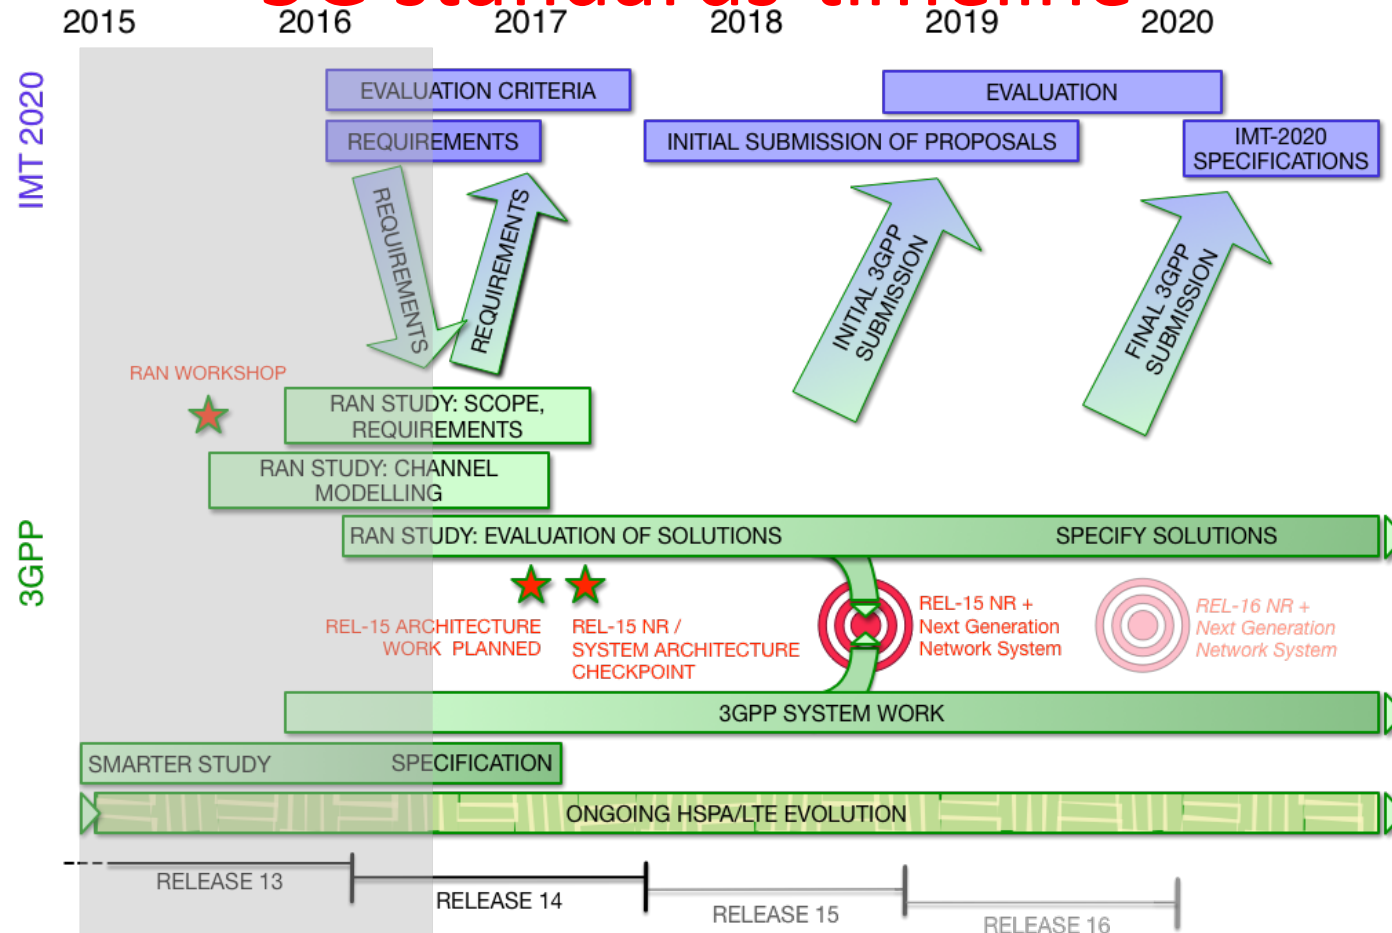 5G standards timeline
2015 2016 2017 2018 2019 2020
IMT 2020
EVALUATION CRITERIA
EVALUATION
REQUIREMENTS
INITIAL SUBMISSION OF PROPOSALS
IMT-2020
SPECIFICATIONS
REQUIREMENTS
REQUIREMENTS
INITIAL 3GPP
SUBMISSION
FINAL 3GPP
SUBMISSION
3GPP
RAN WORKSHOP
RAN STUDY: SCOPE,
REQUIREMENTS
RAN STUDY: CHANNEL
MODELLING
RAN STUDY: EVALUATION OF SOLUTIONS
SPECIFY SOLUTIONS
REL-15 ARCHITECTURE
WORK PLANNED
REL-15 NR /
SYSTEM ARCHITECTURE
CHECKPOINT
REL-15 NR +
Next Generation
Network System
REL-16 NR +
Next Generation
Network System
3GPP SYSTEM WORK
SMARTER STUDY
SPECIFICATION
ONGOING HSPA/LTE EVOLUTION
RELEASE 13
RELEASE 14
RELEASE 15
RELEASE 16